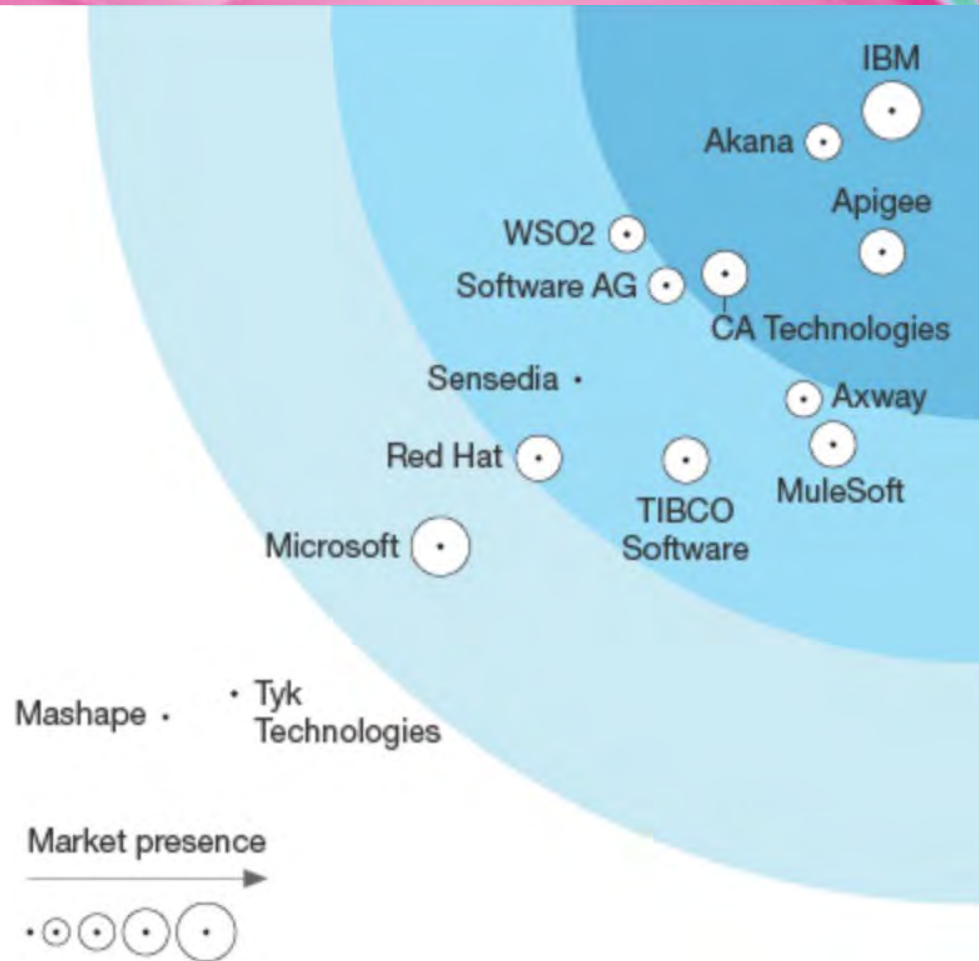 IBM
Akana
Apigee
WSO2
Software AG
CA Technologies
Sensedia
Axway
Red Hat
MuleSoft
TIBCO
Software
Microsoft
Tyk
Mashape
Technologies
Market presence